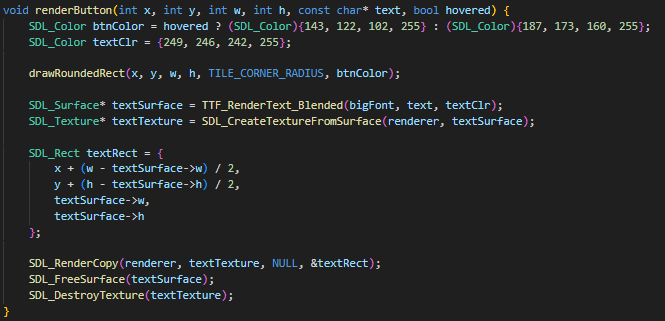 void renderButton(int x, int y, int w, int h, const char* text, bool hovered) {
    SDL_Color btnColor = hovered ? (SDL_Color){143, 122, 102, 255} : (SDL_Color){187, 173, 160, 255};
    SDL_Color textClr = {249, 246, 242, 255};

    drawRoundedRect(x, y, w, h, TILE_CORNER_RADIUS, btnColor);

    SDL_Surface* textSurface = TTF_RenderText_Blended(bigFont, text, textClr);
    SDL_Texture* textTexture = SDL_CreateTextureFromSurface(renderer, textSurface);

    SDL_Rect textRect = {
        x + (w - textSurface->w) / 2,
        y + (h - textSurface->h) / 2,
        textSurface->w,
        textSurface->h
    };

    SDL_RenderCopy(renderer, textTexture, NULL, &textRect);
    SDL_FreeSurface(textSurface);
    SDL_DestroyTexture(textTexture);
}